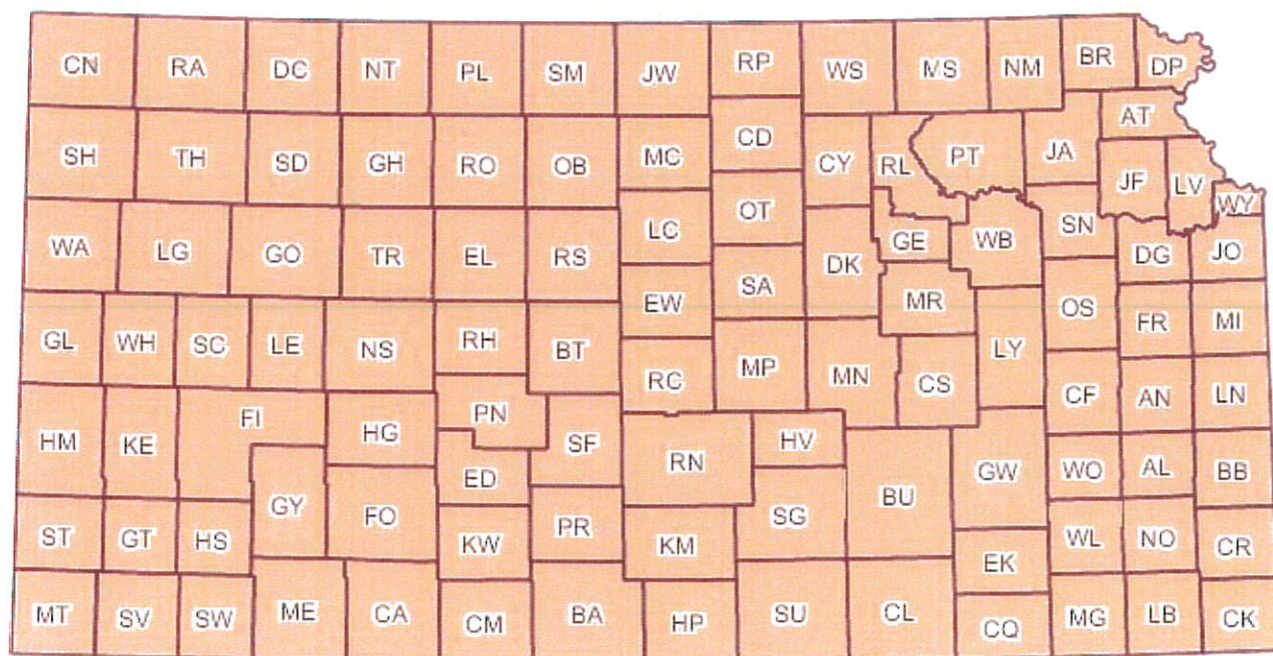 CN RA DC NT PL SM JW RP WS MS NM BR DP
AT
SH TH SD GH RO OB MC CD CY RL PT JA JF LV WY
WA LG GO TR EL RS LC OT DK GE WB SN DG JO
GL WH SC LE NS RH BT EW SA MR LY OS FR MI
RC MP MN CS
HM KE FI HG PN SF RN HV BU GW CF AN LN
GY ED WO AL BB
ST GT HS FO KW PR KM SG EK WL NO CR
MT SV SW ME CA CM BA HP SU CL CQ MG LB CK